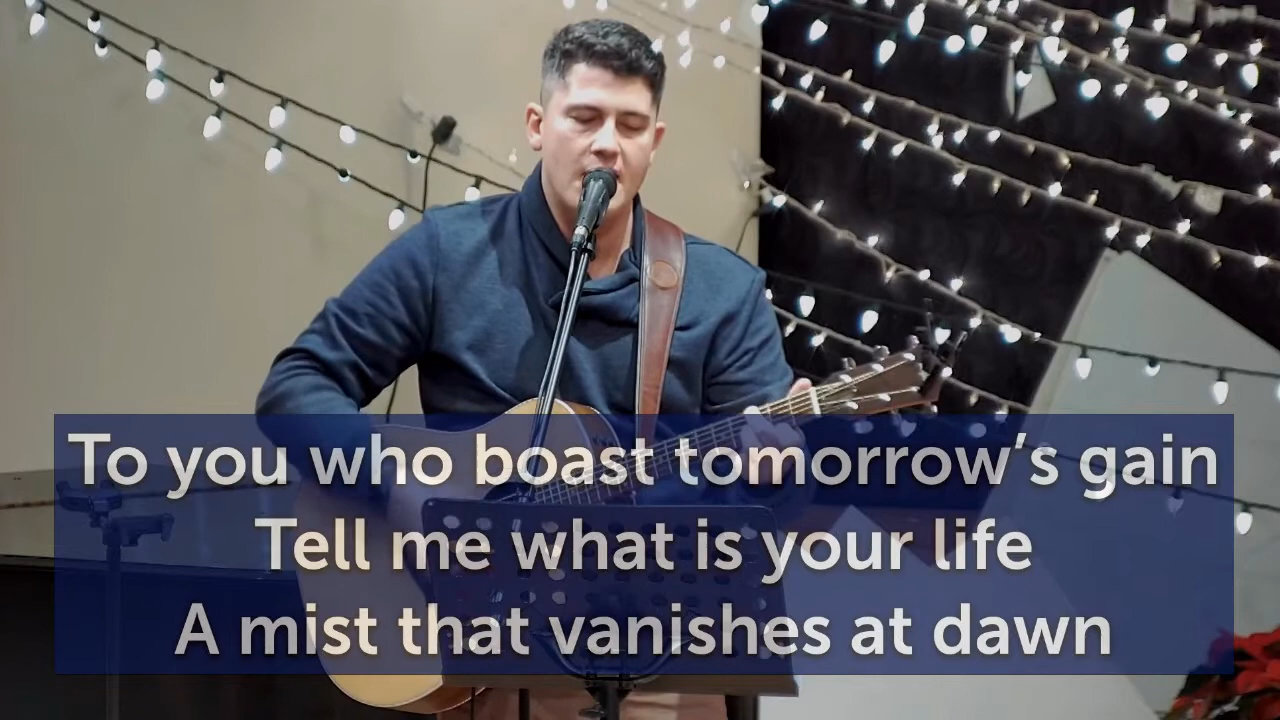 To you who boast tomorrow's gain
Tell me what is your life
A mist that vanishes at dawn